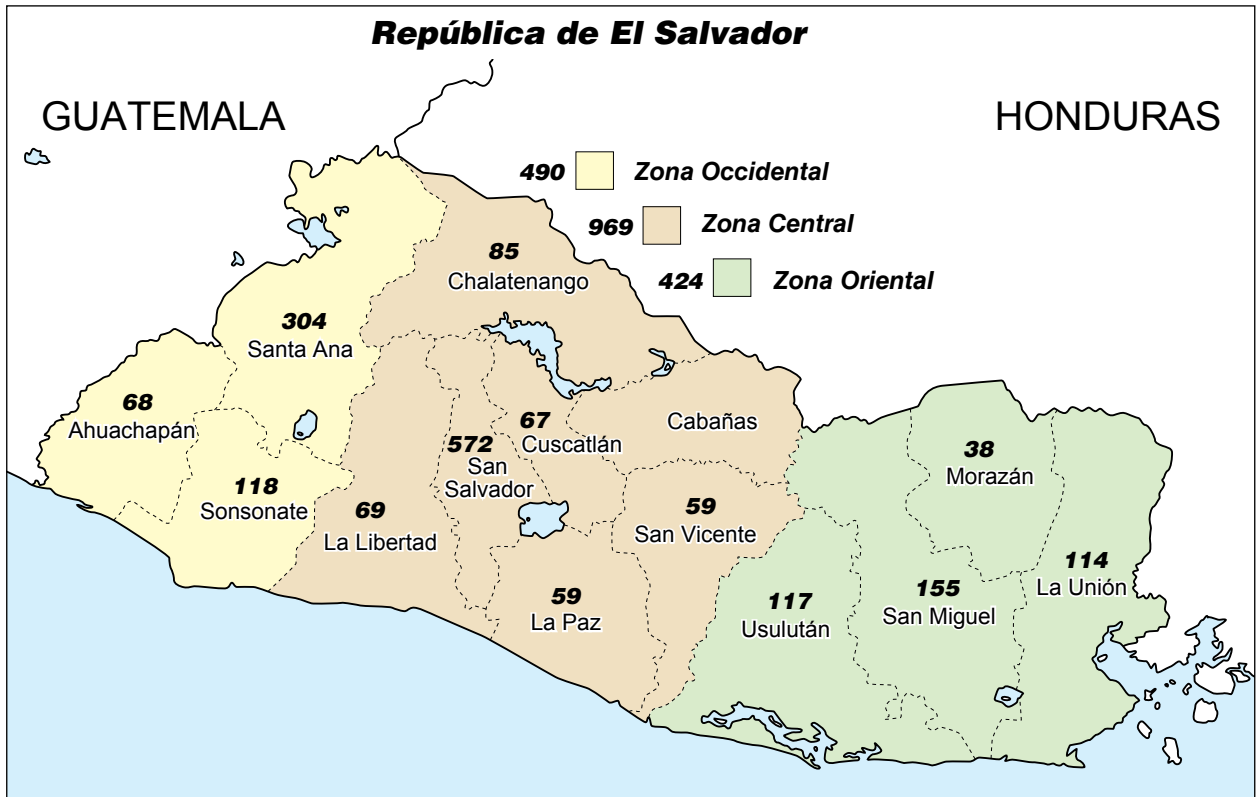 República de El Salvador
GUATEMALA
HONDURAS
490 Zona Occidental
969 Zona Central
424 Zona Oriental
85
Chalatenango
304
Santa Ana
68
Ahuachapán
118
Sonsonate
69
La Libertad
572
San
Salvador
67
Cuscatlán
Cabañas
59
San Vicente
59
La Paz
117
Usulután
155
San Miguel
38
Morazán
114
La Unión